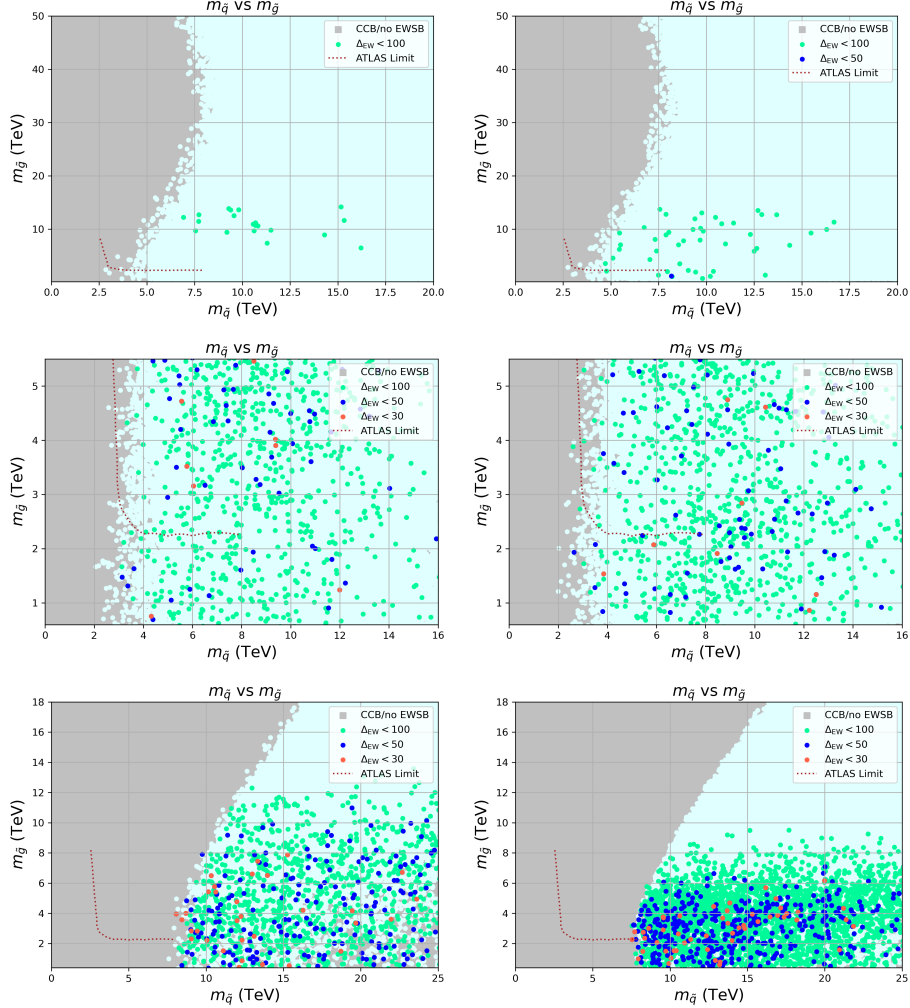 m_q̃ vs m_g̃
50
40
30
20
10
0.0 2.5 5.0 7.5 10.0 12.5 15.0 17.5 20.0
m_q̃ (TeV)
m_g̃ (TeV)
CCB/no EWSB
Δ_EW < 100
ATLAS Limit
m_q̃ vs m_g̃
50
40
30
20
10
0.0 2.5 5.0 7.5 10.0 12.5 15.0 17.5 20.0
m_q̃ (TeV)
m_g̃ (TeV)
CCB/no EWSB
Δ_EW < 100
Δ_EW < 50
ATLAS Limit
m_q̃ vs m_g̃
5
4
3
2
1
0 2 4 6 8 10 12 14 16
m_q̃ (TeV)
m_g̃ (TeV)
CCB/no EWSB
Δ_EW < 100
Δ_EW < 50
Δ_EW < 30
ATLAS Limit
m_q̃ vs m_g̃
5
4
3
2
1
0 2 4 6 8 10 12 14 16
m_q̃ (TeV)
m_g̃ (TeV)
CCB/no EWSB
Δ_EW < 100
Δ_EW < 50
Δ_EW < 30
ATLAS Limit
m_q̃ vs m_g̃
18
16
14
12
10
8
6
4
2
0 5 10 15 20 25
m_q̃ (TeV)
m_g̃ (TeV)
CCB/no EWSB
Δ_EW < 100
Δ_EW < 50
Δ_EW < 30
ATLAS Limit
m_q̃ vs m_g̃
18
16
14
12
10
8
6
4
2
0 5 10 15 20 25
m_q̃ (TeV)
m_g̃ (TeV)
CCB/no EWSB
Δ_EW < 100
Δ_EW < 50
Δ_EW < 30
ATLAS Limit